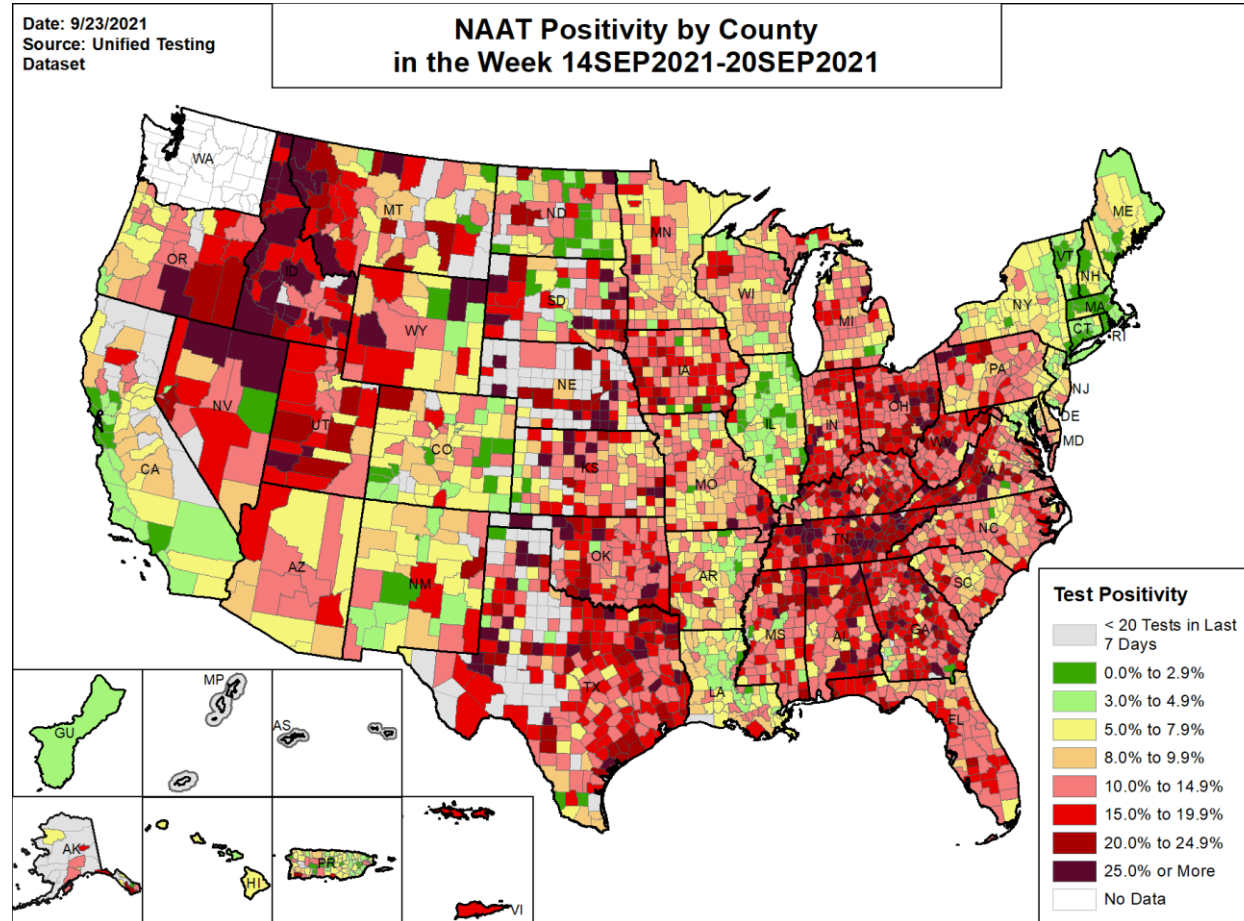 Date: 9/23/2021
Source: Unified Testing
Dataset
NAAT Positivity by County
in the Week 14SEP2021-20SEP2021
WA
MT
ND
MN
ME
OR
ID
SD
WI
MI
VT
NH
NY
MA
CT
RI
WY
NE
IA
PA
NJ
NV
UT
CO
IL
IN
OH
DE
MD
CA
KS
MO
WV
VA
KY
AZ
NM
OK
AR
TN
NC
SC
MS
AL
GA
TX
LA
FL
GU
MP
AS
AK
HI
PR
VI
Test Positivity
< 20 Tests in Last
7 Days
0.0% to 2.9%
3.0% to 4.9%
5.0% to 7.9%
8.0% to 9.9%
10.0% to 14.9%
15.0% to 19.9%
20.0% to 24.9%
25.0% or More
No Data